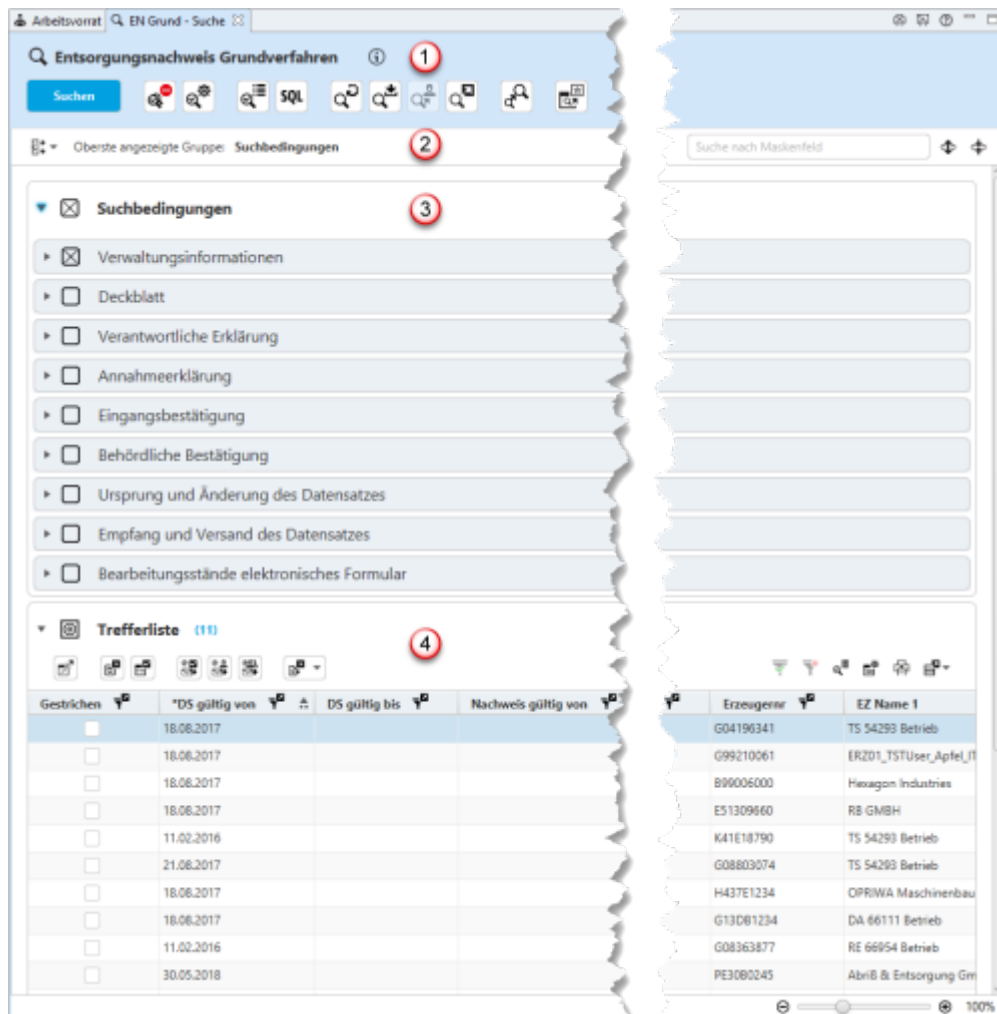 Arbeitsvorrat EN Grund - Suche
Entsorgungsnachweis Grundverfahren 1
Suchen SQL
Oberste angezeigte Gruppe: Suchbedingungen 2 Suche nach Maskenfeld
Suchbedingungen 3
Verwaltungsinformationen
Deckblatt
Verantwortliche Erklärung
Annahmeerklärung
Eingangsbestätigung
Behördliche Bestätigung
Ursprung und Änderung des Datensatzes
Empfang und Versand des Datensatzes
Bearbeitungsstände elektronisches Formular
Trefferliste (11) 4
Gestrichen *DS gültig von DS gültig bis Nachweis gültig von Erzeugernr EZ Name 1
18.08.2017 G04196341 TS 54293 Betrieb
18.08.2017 G99210061 ERZ01_TSTUser_Apfel_IT
18.08.2017 B99006000 Hexagon Industries
18.08.2017 E51309660 RB GMBH
11.02.2016 K41E18790 TS 54293 Betrieb
21.08.2017 G08803074 TS 54293 Betrieb
18.08.2017 H437E1234 OPRIWA Maschinenbau
18.08.2017 G13DB1234 DA 66111 Betrieb
11.02.2016 G08363877 RE 66954 Betrieb
30.05.2018 PE30B0245 Abriß & Entsorgung Gm
100%